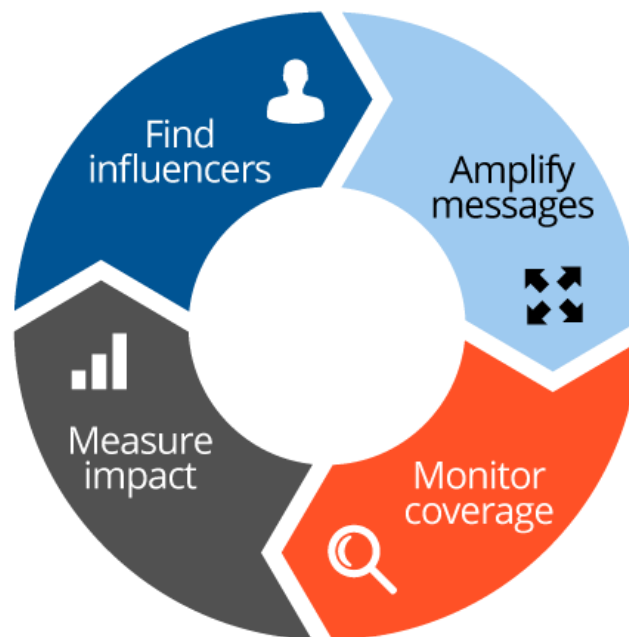 Find
influencers
Amplify
messages
Monitor
coverage
Measure
impact